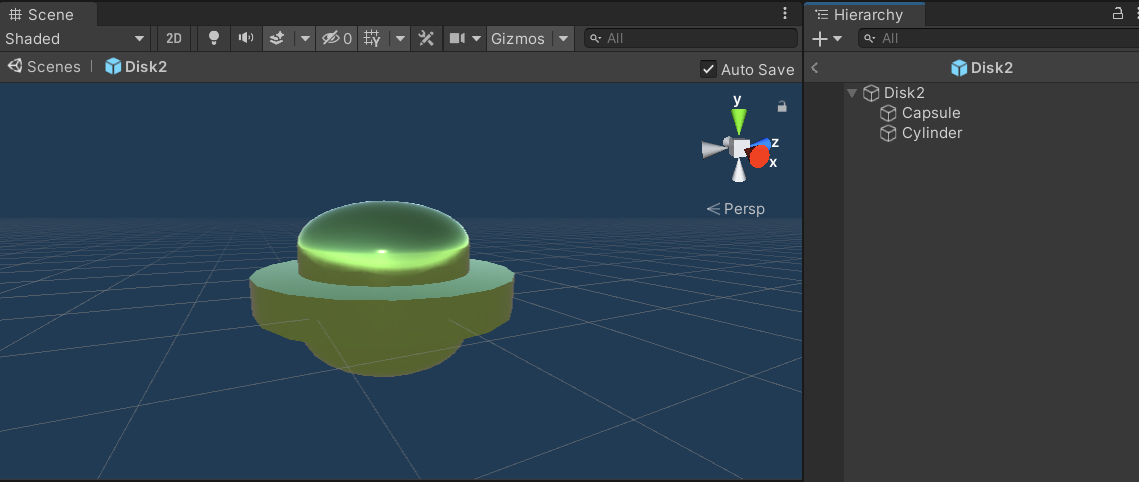 Scene
Shaded 2D 0 Gizmos All
Scenes | Disk2
Auto Save
y
z
x
Persp
Hierarchy
All
Disk2
Disk2
Capsule
Cylinder